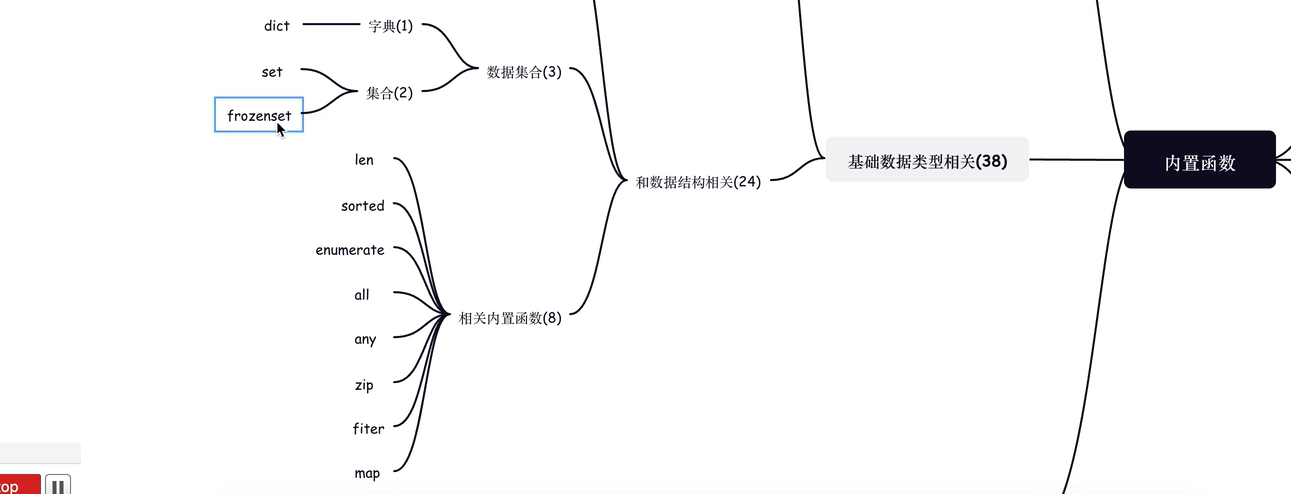 dict
字典(1)
set
数据集合(3)
集合(2)
frozenset
len
基础数据类型相关(38)
内置函数
和数据结构相关(24)
sorted
enumerate
all
相关内置函数(8)
any
zip
fiter
map
op